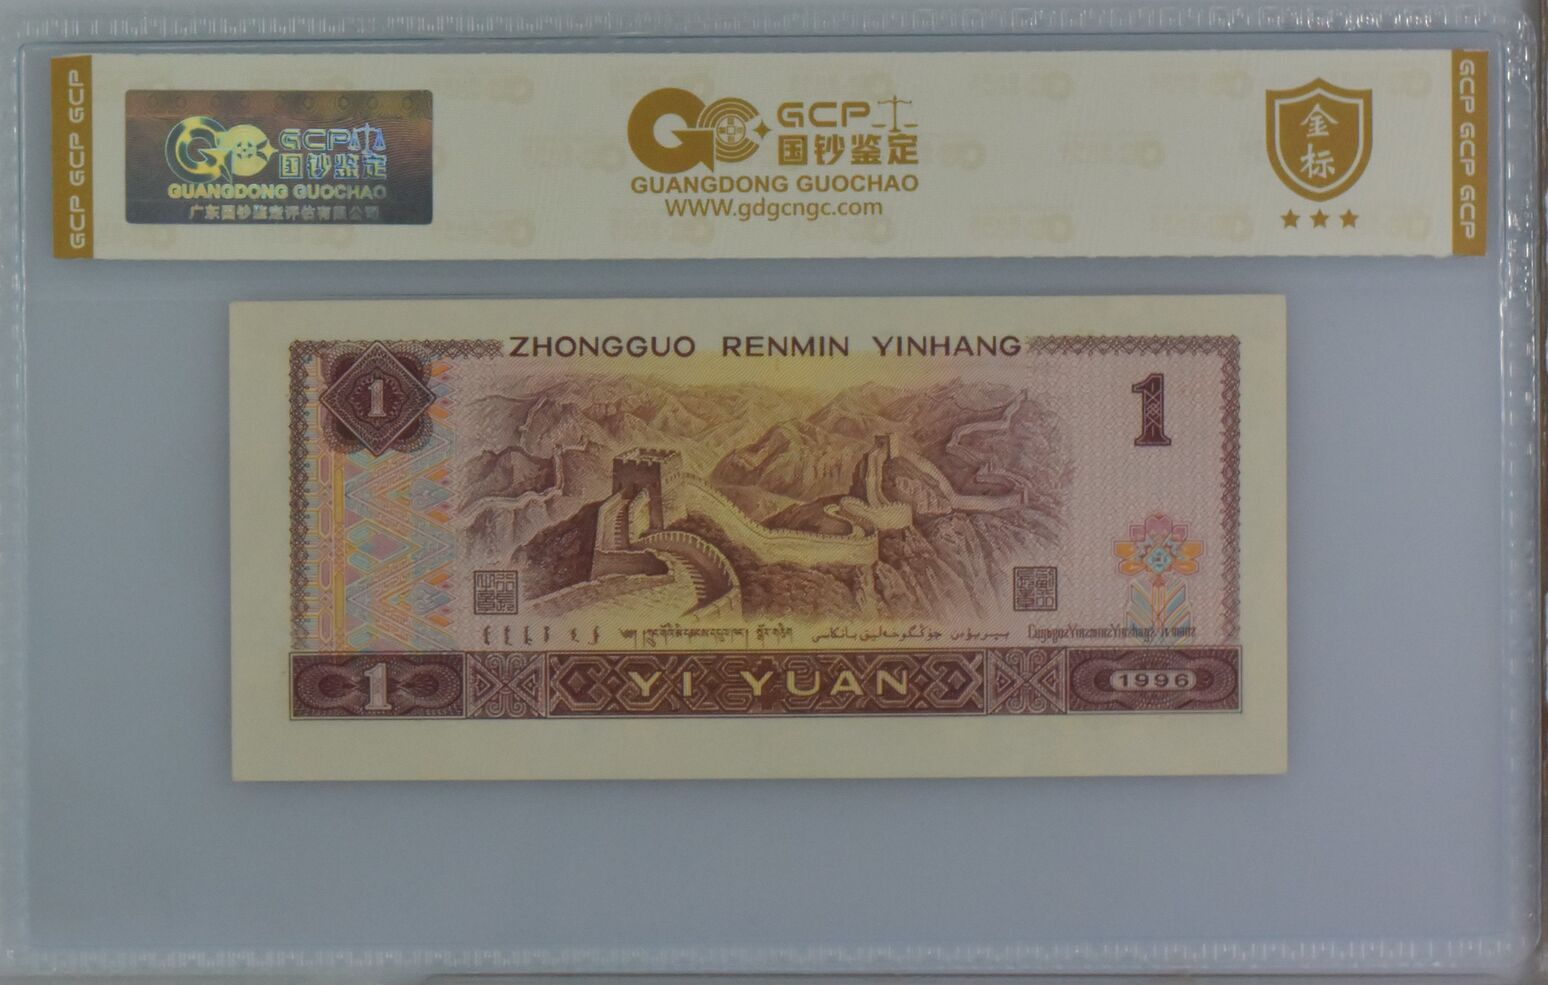 GCP GCP GCP
GCP
国钞鉴定
GUANGDONG GUOCHAO
广东国钞鉴定评估有限公司
GCP
国钞鉴定
GUANGDONG GUOCHAO
WWW.gdgcngc.com
金标
GCP GCP GCP
ZHONGGUO RENMIN YINHANG
1
1
1
YI YUAN
1996